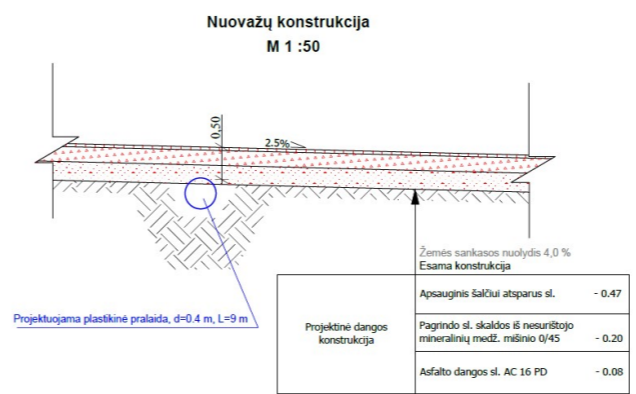 Nuovažų konstrukcija
M 1 :50
0,50
2.5%
Žemės sankasos nuolydis 4,0 %
Esama konstrukcija
Projektuojama plastikinė pralaida, d=0.4 m, L=9 m
Projektinė dangos
konstrukcija
Apsauginis šalčiui atsparus sl. - 0.47
Pagrindo sl. skaldos iš nesurištojo
mineralinių medž. mišinio 0/45 - 0.20
Asfalto dangos sl. AC 16 PD - 0.08